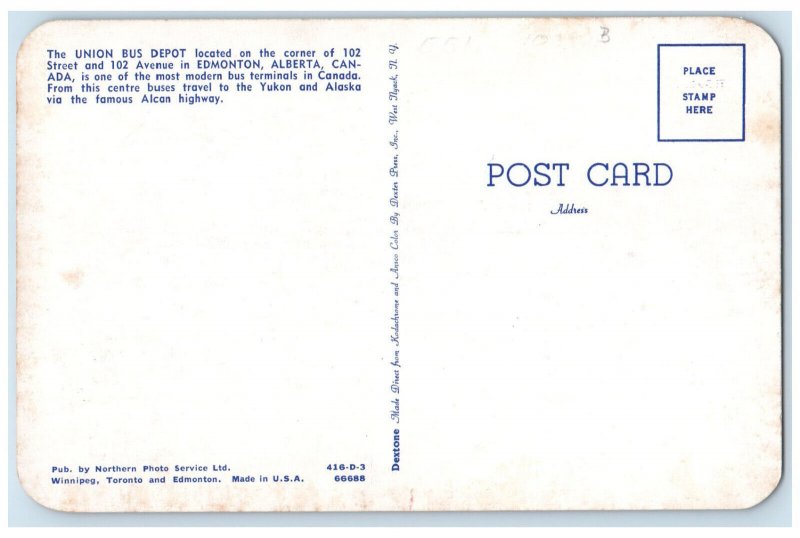 The UNION BUS DEPOT located on the corner of 102
Street and 102 Avenue in EDMONTON, ALBERTA, CAN-
ADA, is one of the most modern bus terminals in Canada.
From this centre buses travel to the Yukon and Alaska
via the famous Alcan highway.
Pub. by Northern Photo Service Ltd.
Winnipeg, Toronto and Edmonton. Made in U.S.A.
416-D-3
66688
Dextone Made Direct from Kodachrome and Ansco Color By Dexter Press, Inc., West Nyack, N. Y.
B
PLACE
STAMP
HERE
POST CARD
Address